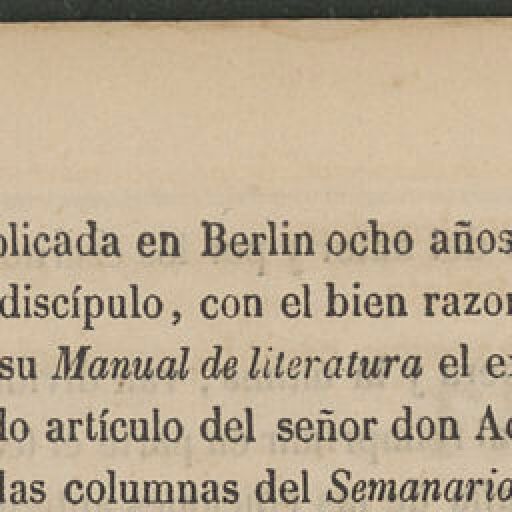 blicada en Berlin ocho años
discípulo, con el bien razon
su Manual de literatura el ex
do artículo del señor don Ac
las columnas del Semanario